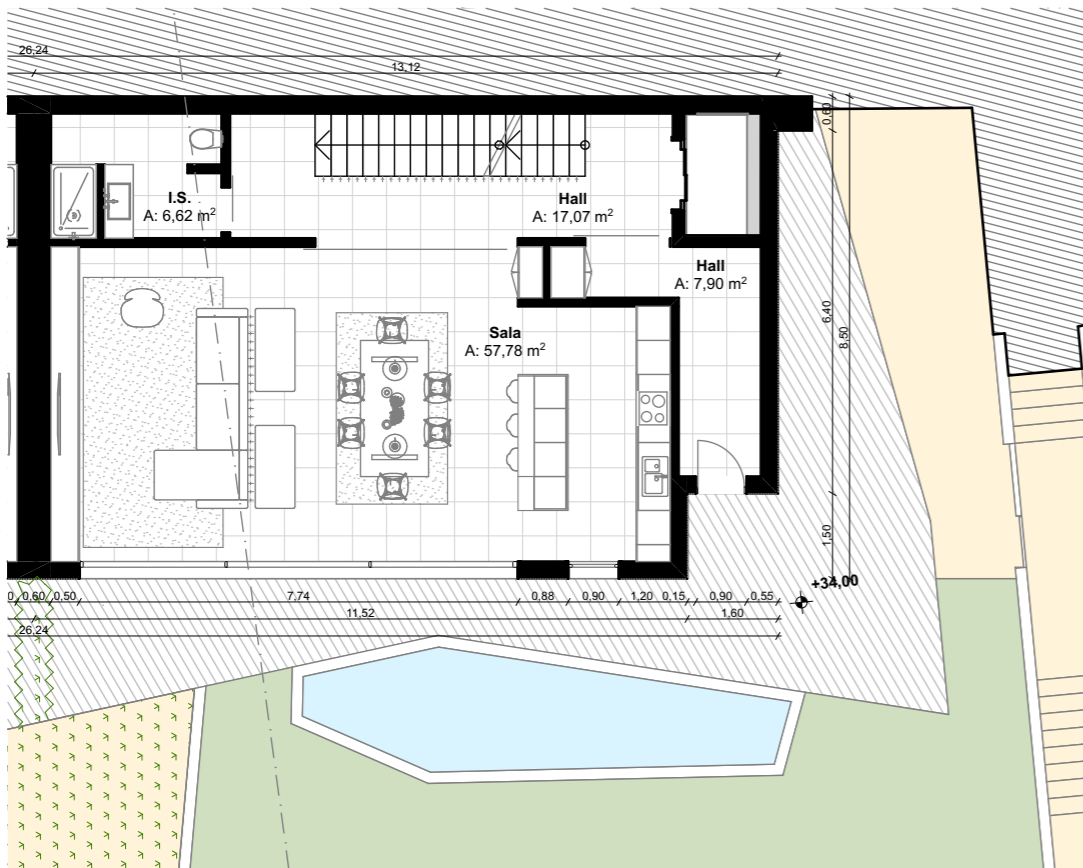 26,24
13,12
0,60
I.S.
A: 6,62 m²
Hall
A: 17,07 m²
Hall
A: 7,90 m²
Sala
A: 57,78 m²
6,40
8,50
1,50
+34,00
0
0,60
0,50
7,74
0,88
0,90
1,20
0,15
0,90
0,55
11,52
1,60
26,24